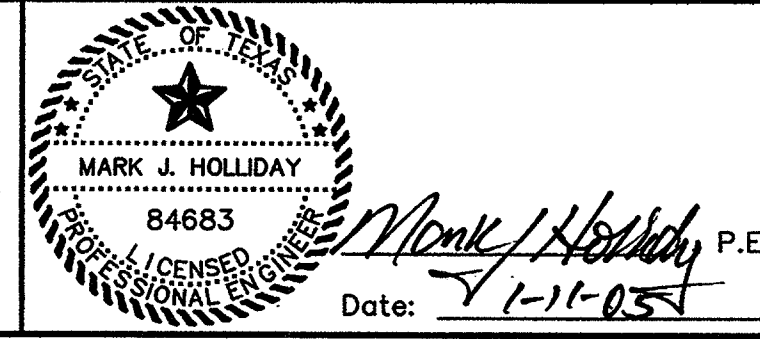 STATE OF TEXAS
MARK J. HOLLIDAY
84683
LICENSED
PROFESSIONAL ENGINEER
Mark J Holliday P.E
Date: 1-11-05